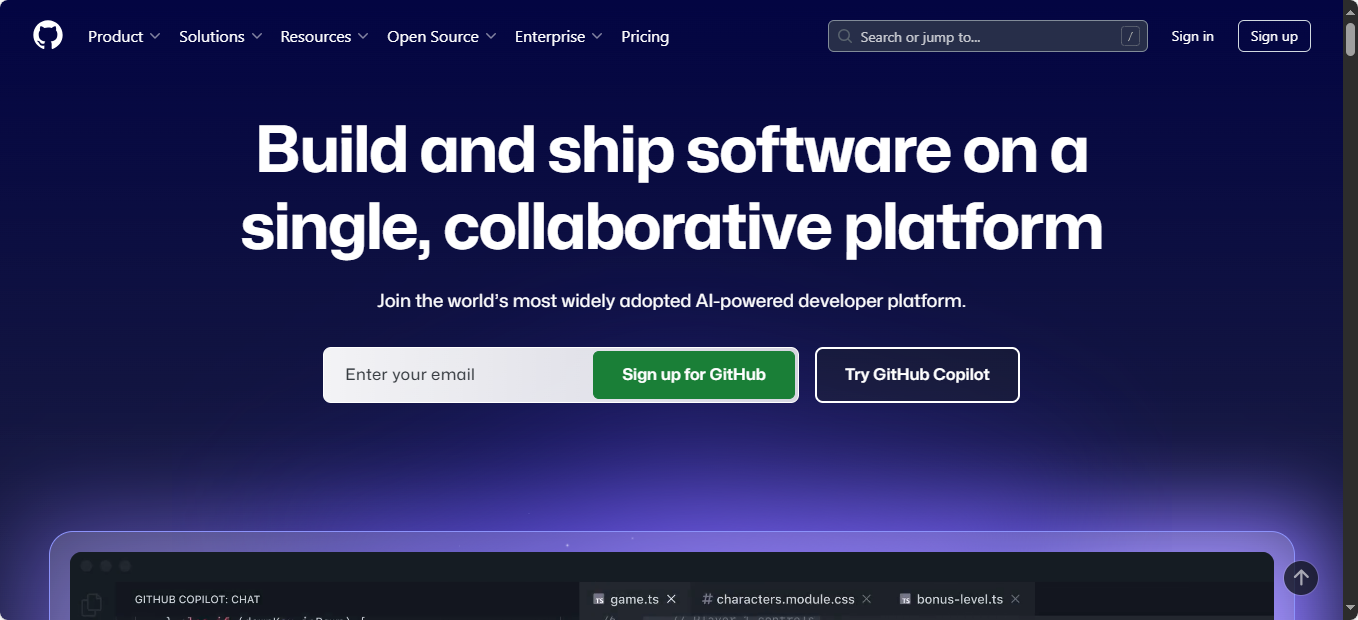 Product Solutions Resources Open Source Enterprise Pricing Search or jump to... / Sign in Sign up
Build and ship software on a
single, collaborative platform
Join the world's most widely adopted AI-powered developer platform.
Enter your email Sign up for GitHub Try GitHub Copilot
GITHUB COPILOT: CHAT TS game.ts # characters.module.css TS bonus-level.ts